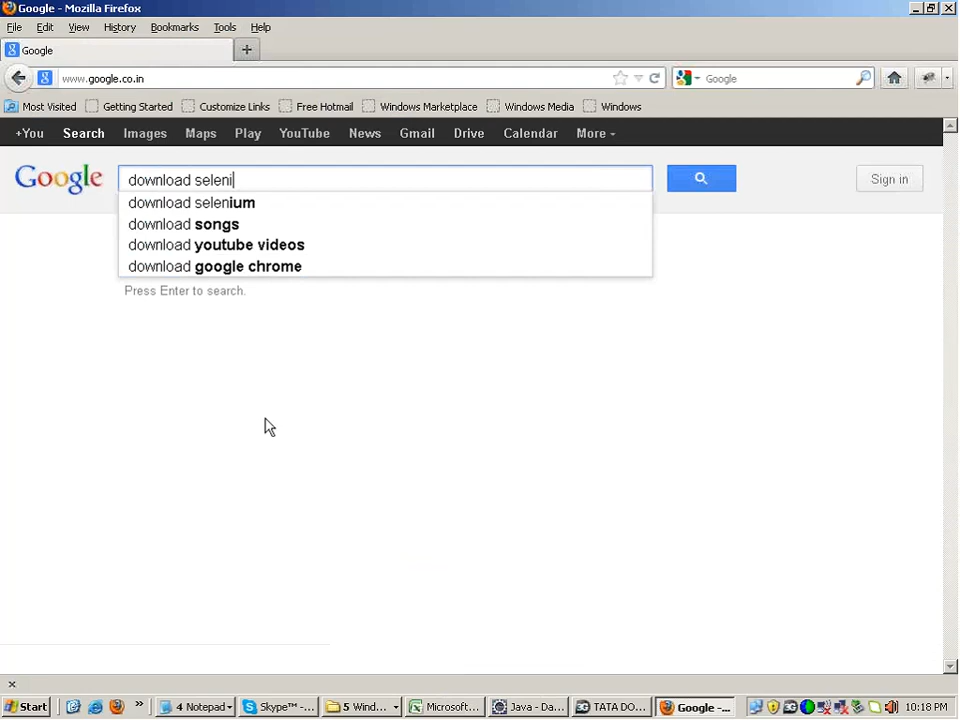 Google - Mozilla Firefox
File Edit View History Bookmarks Tools Help
Google
www.google.co.in
Google
Most Visited Getting Started Customize Links Free Hotmail Windows Marketplace Windows Media Windows
+You Search Images Maps Play YouTube News Gmail Drive Calendar More
Google download seleni Sign in
download selenium
download songs
download youtube videos
download google chrome
Press Enter to search.
Start 4 Notepad Skype™ -... 5 Wind... Microsoft... Java - Da... TATA DO... Google -... 10:18 PM